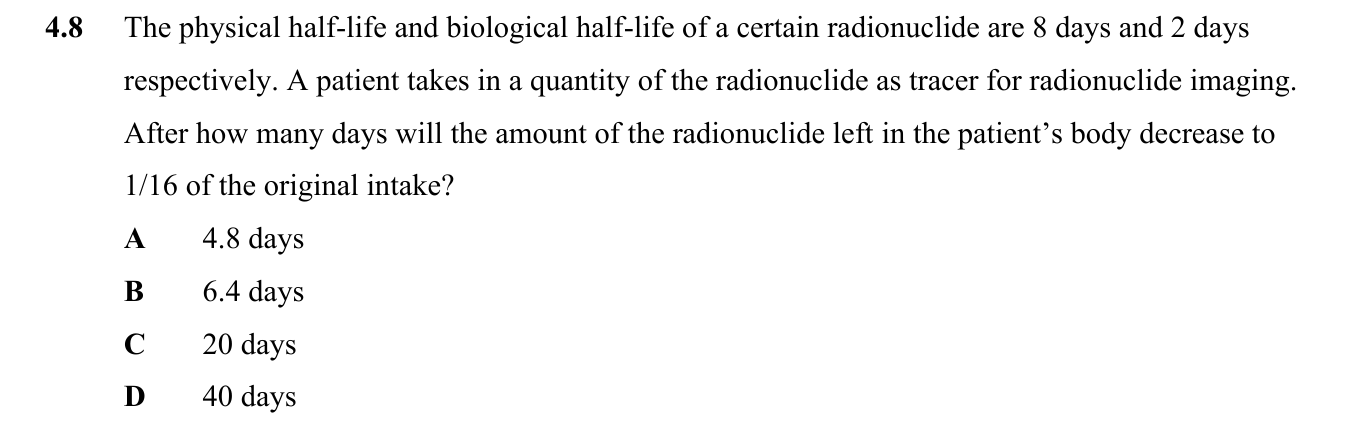 4.8 The physical half-life and biological half-life of a certain radionuclide are 8 days and 2 days
respectively. A patient takes in a quantity of the radionuclide as tracer for radionuclide imaging.
After how many days will the amount of the radionuclide left in the patient’s body decrease to
1/16 of the original intake?
A 4.8 days
B 6.4 days
C 20 days
D 40 days